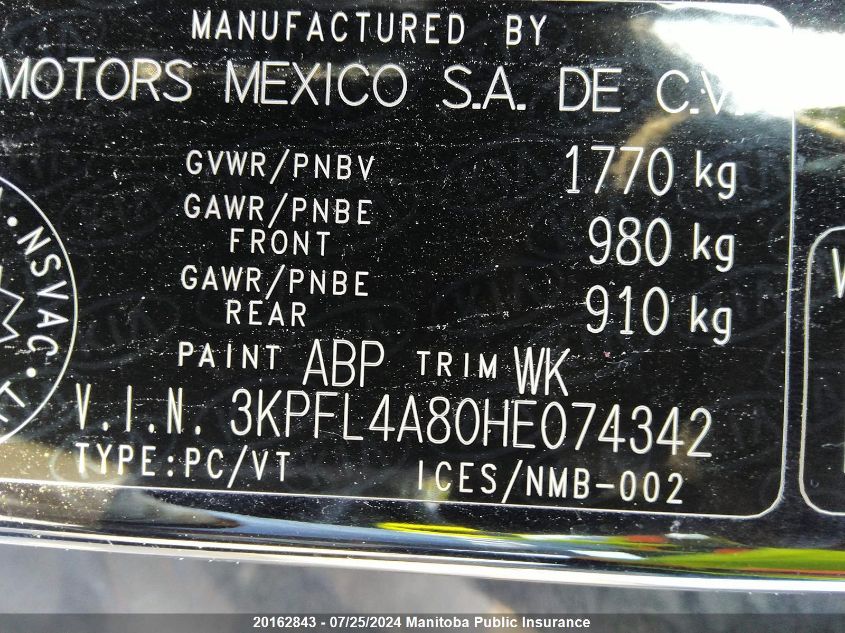 MANUFACTURED BY
MOTORS MEXICO S.A. DE C.V.
GVWR/PNBV 1770 kg
GAWR/PNBE
FRONT 980 kg
GAWR/PNBE
REAR 910 kg
NSVAC
PAINT ABP TRIM WK
V.I.N. 3KPFL4A80HE074342
TYPE:PC/VT ICES/NMB-002
20162843 - 07/25/2024 Manitoba Public Insurance